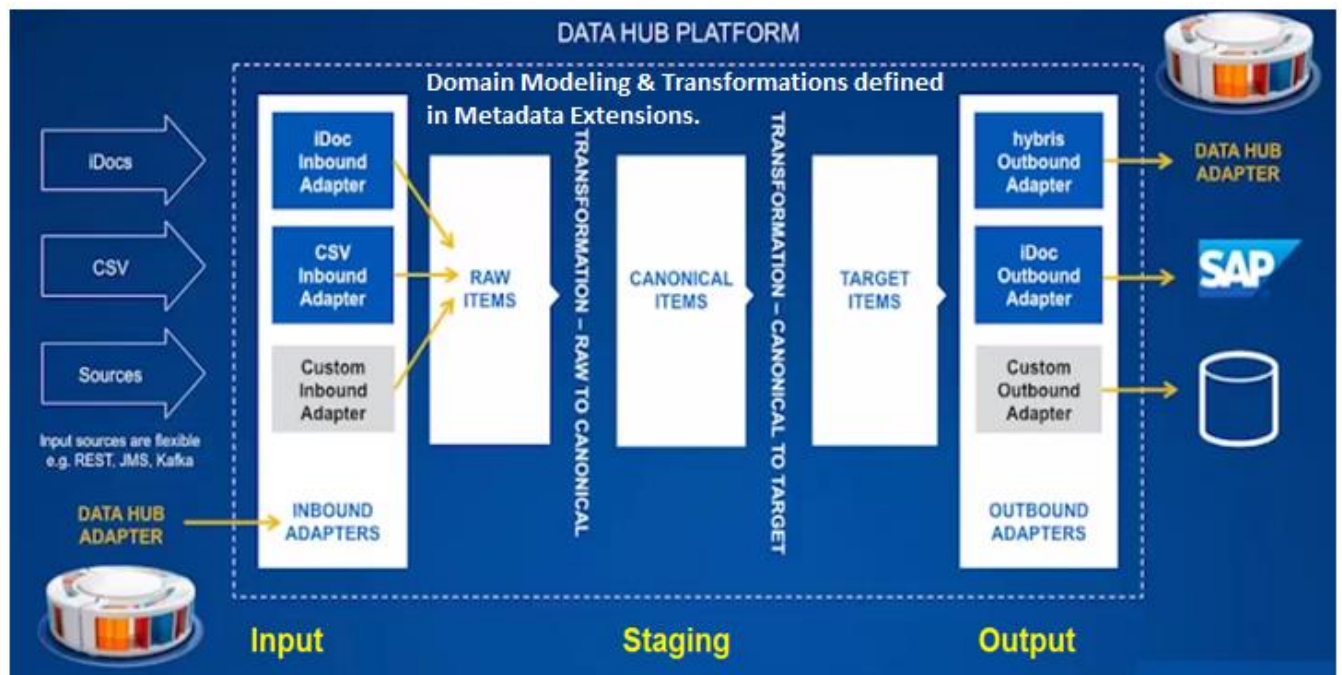 DATA HUB PLATFORM
Domain Modeling & Transformations defined
in Metadata Extensions.
iDocs
CSV
Sources
Input sources are flexible
e.g. REST, JMS, Kafka
DATA HUB
ADAPTER
iDoc
Inbound
Adapter
CSV
Inbound
Adapter
Custom
Inbound
Adapter
INBOUND
ADAPTERS
RAW
ITEMS
TRANSFORMATION – RAW TO CANONICAL
CANONICAL
ITEMS
TRANSFORMATION – CANONICAL TO TARGET
TARGET
ITEMS
hybris
Outbound
Adapter
iDoc
Outbound
Adapter
Custom
Outbound
Adapter
OUTBOUND
ADAPTERS
DATA HUB
ADAPTER
SAP
Input
Staging
Output